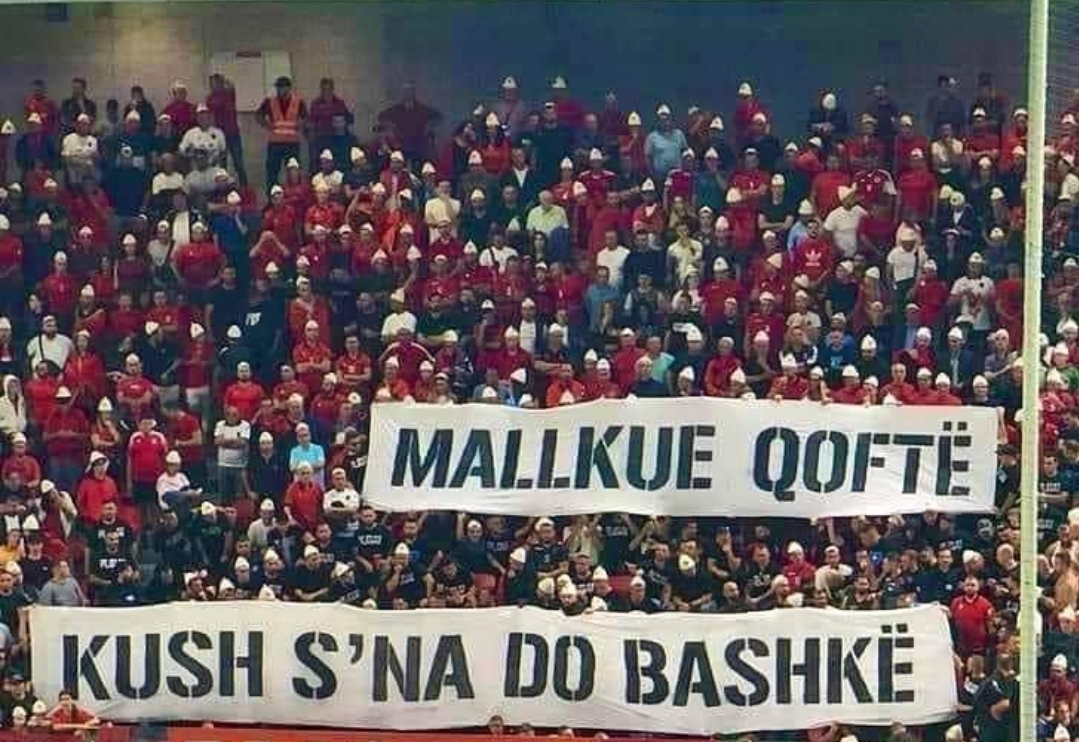 MALLKUE QOFTË
KUSH S'NA DO BASHKË